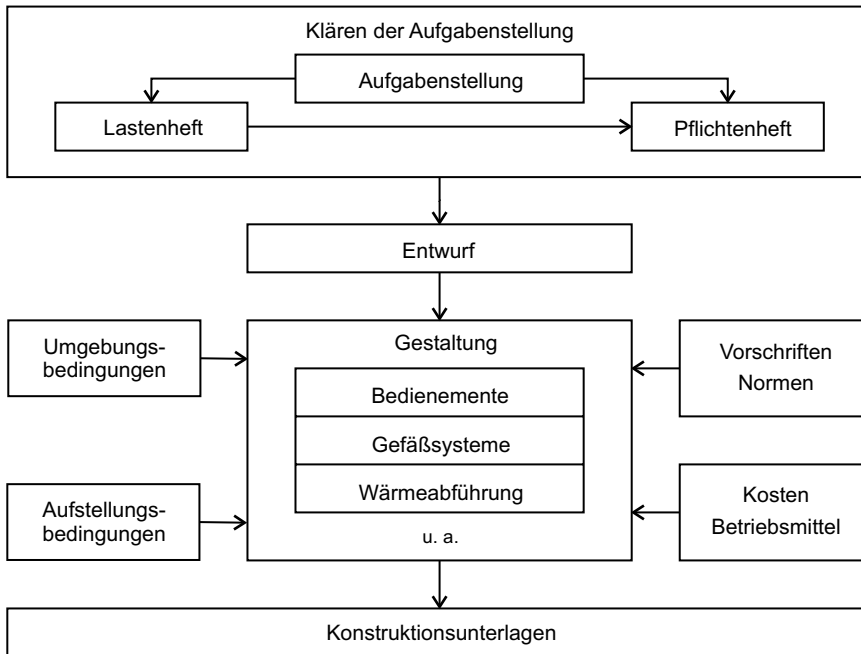 Klären der Aufgabenstellung
Aufgabenstellung
Lastenheft
Pflichtenheft
Entwurf
Umgebungs-
bedingungen
Gestaltung
Bedienemente
Gefäßsysteme
Wärmeabführung
u. a.
Vorschriften
Normen
Aufstellungs-
bedingungen
Kosten
Betriebsmittel
Konstruktionsunterlagen